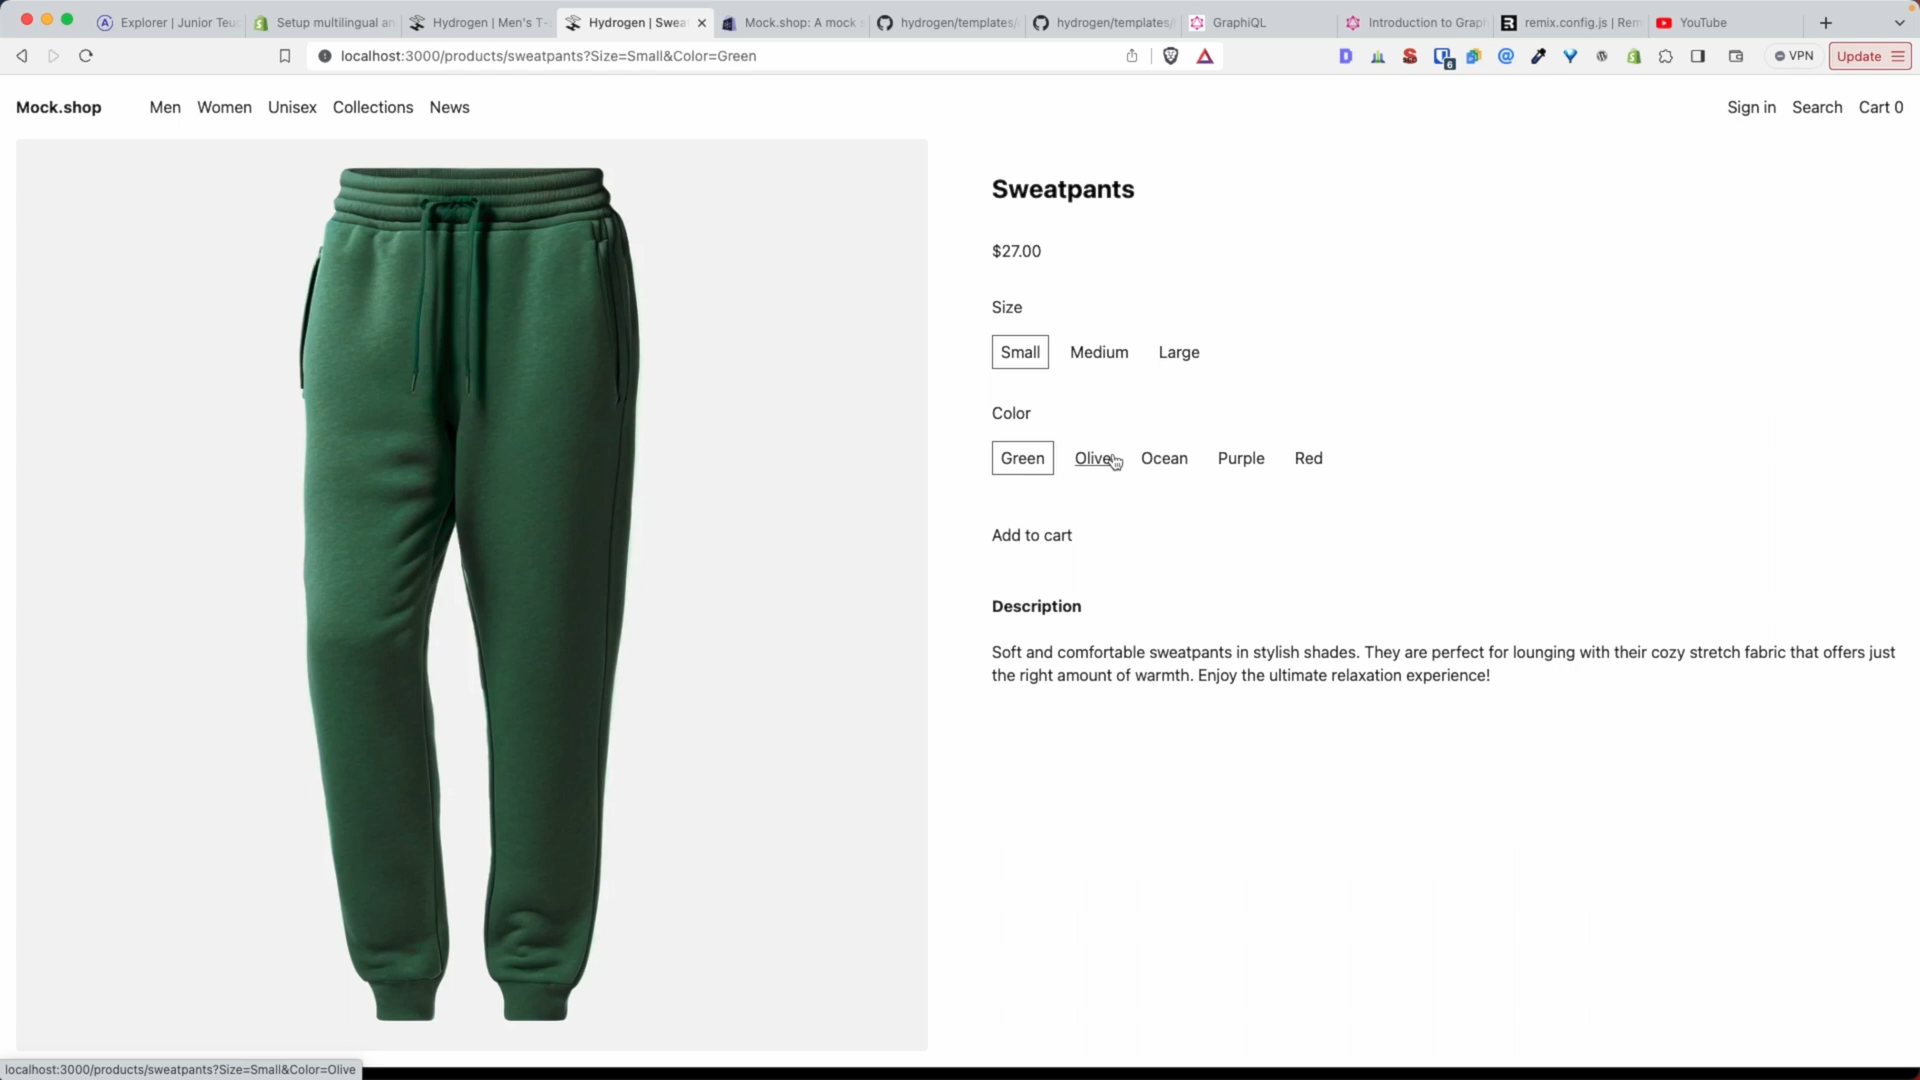 Explorer | Junior Teu
Setup multilingual an
Hydrogen | Men's T-
Hydrogen | Swea
Mock.shop: A mock s
hydrogen/templates/
hydrogen/templates/
GraphiQL
Introduction to Grap
remix.config.js | Rem
YouTube
localhost:3000/products/sweatpants?Size=Small&Color=Green
6
VPN
Update
Mock.shop
Men
Women
Unisex
Collections
News
Sign in
Search
Cart 0
Sweatpants
$27.00
Size
Small
Medium
Large
Color
Green
Olive
Ocean
Purple
Red
Add to cart
Description
Soft and comfortable sweatpants in stylish shades. They are perfect for lounging with their cozy stretch fabric that offers just
the right amount of warmth. Enjoy the ultimate relaxation experience!
localhost:3000/products/sweatpants?Size=Small&Color=Olive